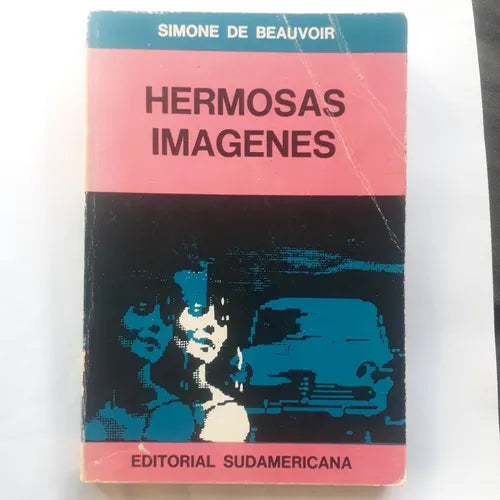 SIMONE DE BEAUVOIR
HERMOSAS
IMAGENES
EDITORIAL SUDAMERICANA